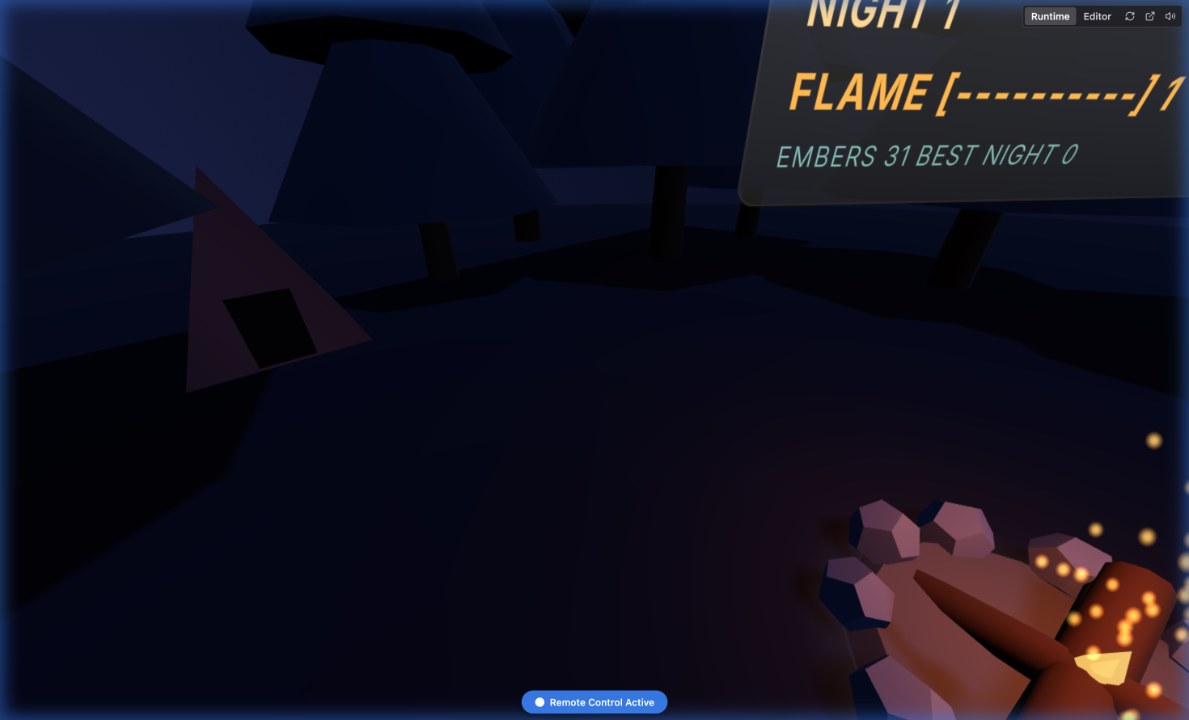 NIGHT 1
Runtime Editor
FLAME [----------] 1
EMBERS 31 BEST NIGHT 0
Remote Control Active